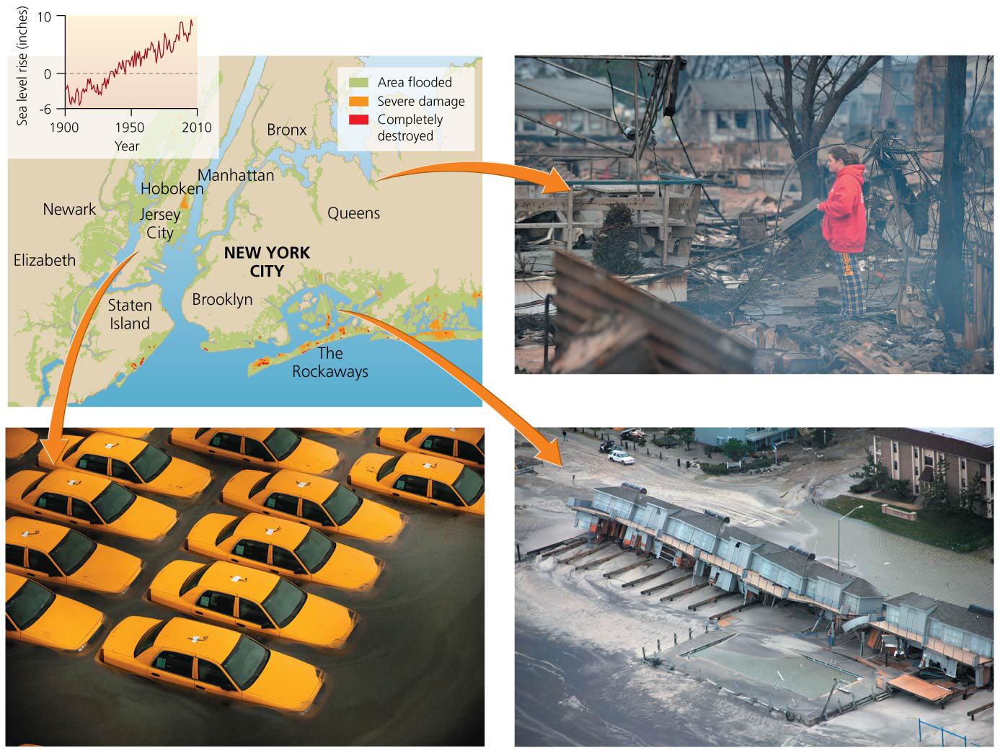 Sea level rise (inches)
10
0
-6
1900
1950
2010
Year
Area flooded
Severe damage
Completely
destroyed
Bronx
Manhattan
Hoboken
Newark
Jersey
City
Queens
Elizabeth
NEW YORK
CITY
Staten
Island
Brooklyn
The
Rockaways